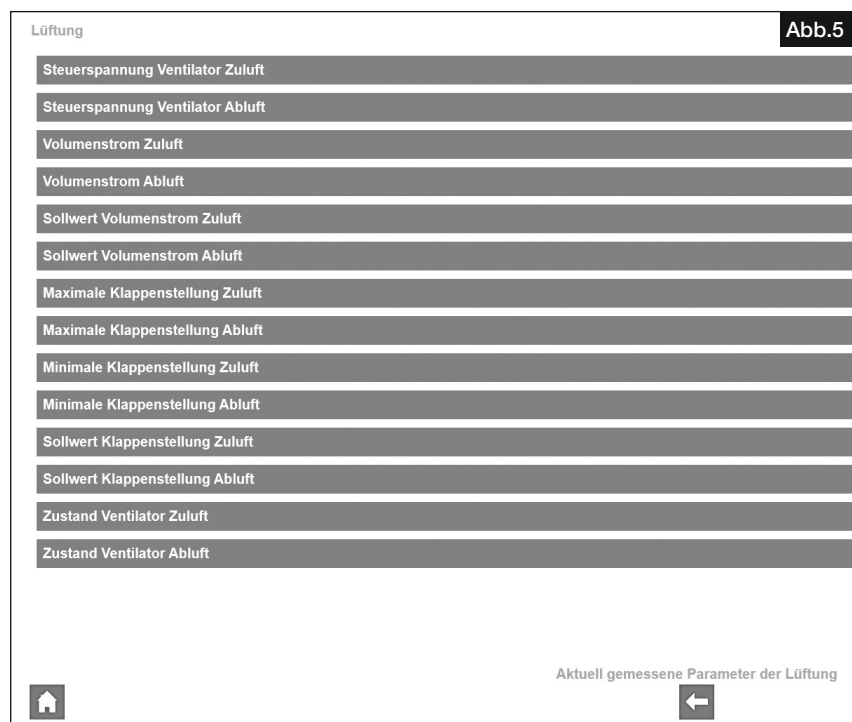 Lüftung
Abb.5
Steuerspannung Ventilator Zuluft
Steuerspannung Ventilator Abluft
Volumenstrom Zuluft
Volumenstrom Abluft
Sollwert Volumenstrom Zuluft
Sollwert Volumenstrom Abluft
Maximale Klappenstellung Zuluft
Maximale Klappenstellung Abluft
Minimale Klappenstellung Zuluft
Minimale Klappenstellung Abluft
Sollwert Klappenstellung Zuluft
Sollwert Klappenstellung Abluft
Zustand Ventilator Zuluft
Zustand Ventilator Abluft
Aktuell gemessene Parameter der Lüftung